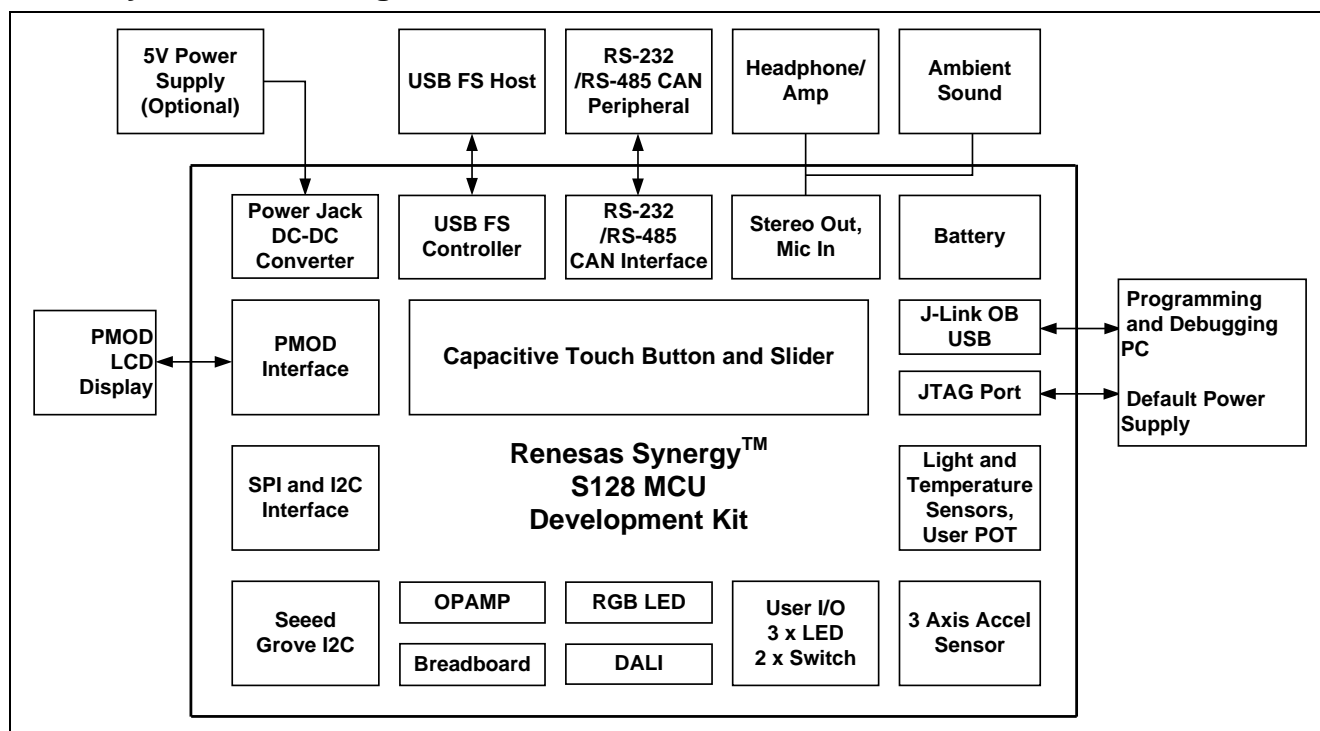 5V Power
Supply
(Optional)
USB FS Host
RS-232
/RS-485 CAN
Peripheral
Headphone/
Amp
Ambient
Sound
Power Jack
DC-DC
Converter
USB FS
Controller
RS-232
/RS-485
CAN Interface
Stereo Out,
Mic In
Battery
PMOD
LCD
Display
PMOD
Interface
Capacitive Touch Button and Slider
J-Link OB
USB
JTAG Port
Programming
and Debugging
PC
Default Power
Supply
SPI and I2C
Interface
Renesas Synergy™
S128 MCU
Development Kit
Light and
Temperature
Sensors,
User POT
Seeed
Grove I2C
OPAMP
Breadboard
RGB LED
DALI
User I/O
3 x LED
2 x Switch
3 Axis Accel
Sensor